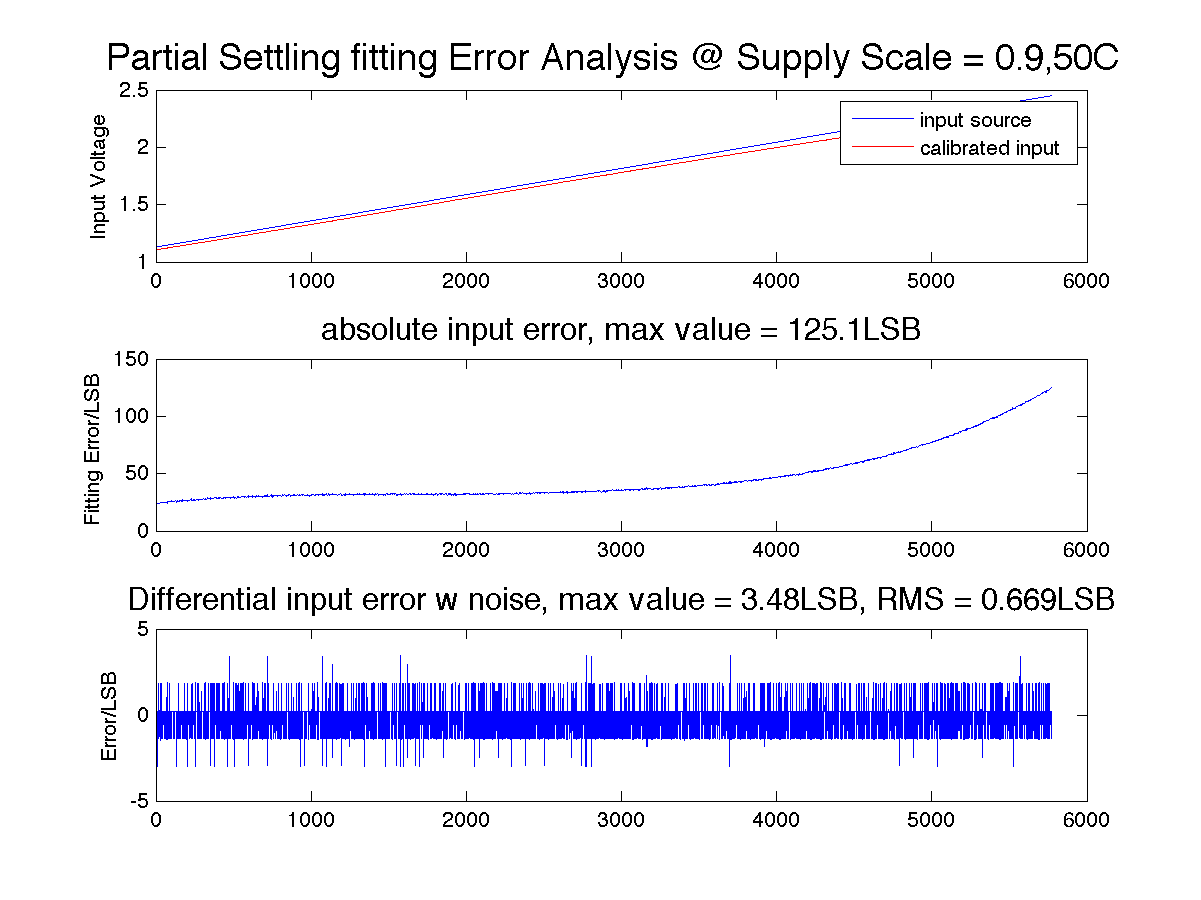 Partial Settling fitting Error Analysis @ Supply Scale = 0.9,50C
2.5
2
1.5
1
Input Voltage
input source
calibrated input
0 1000 2000 3000 4000 5000 6000
absolute input error, max value = 125.1LSB
150
100
50
0
Fitting Error/LSB
0 1000 2000 3000 4000 5000 6000
Differential input error w noise, max value = 3.48LSB, RMS = 0.669LSB
5
0
-5
Error/LSB
0 1000 2000 3000 4000 5000 6000